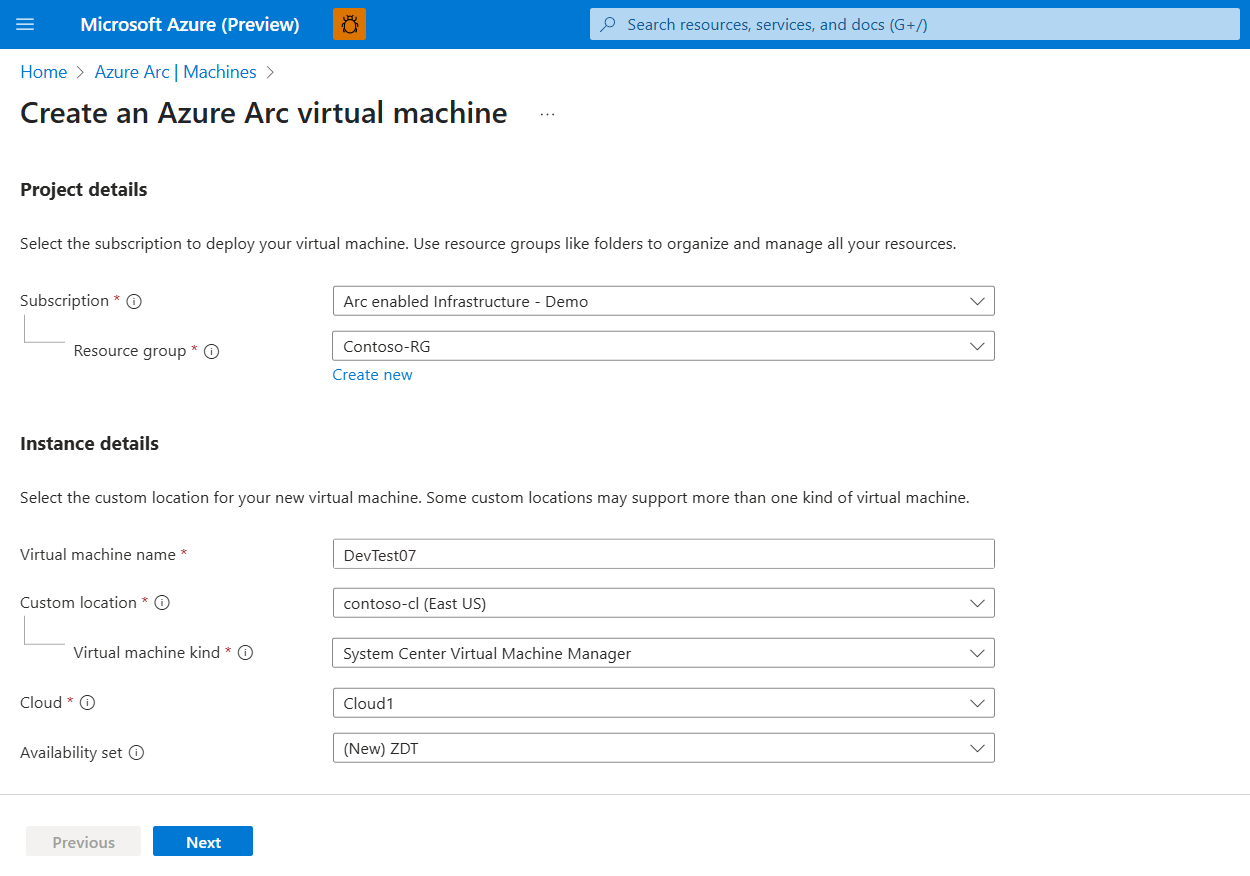 Microsoft Azure (Preview)
Search resources, services, and docs (G+/)
Home > Azure Arc | Machines >
Create an Azure Arc virtual machine ...
Project details
Select the subscription to deploy your virtual machine. Use resource groups like folders to organize and manage all your resources.
Subscription *
Arc enabled Infrastructure - Demo
Resource group *
Contoso-RG
Create new
Instance details
Select the custom location for your new virtual machine. Some custom locations may support more than one kind of virtual machine.
Virtual machine name *
DevTest07
Custom location *
contoso-cl (East US)
Virtual machine kind *
System Center Virtual Machine Manager
Cloud *
Cloud1
Availability set
(New) ZDT
Previous
Next